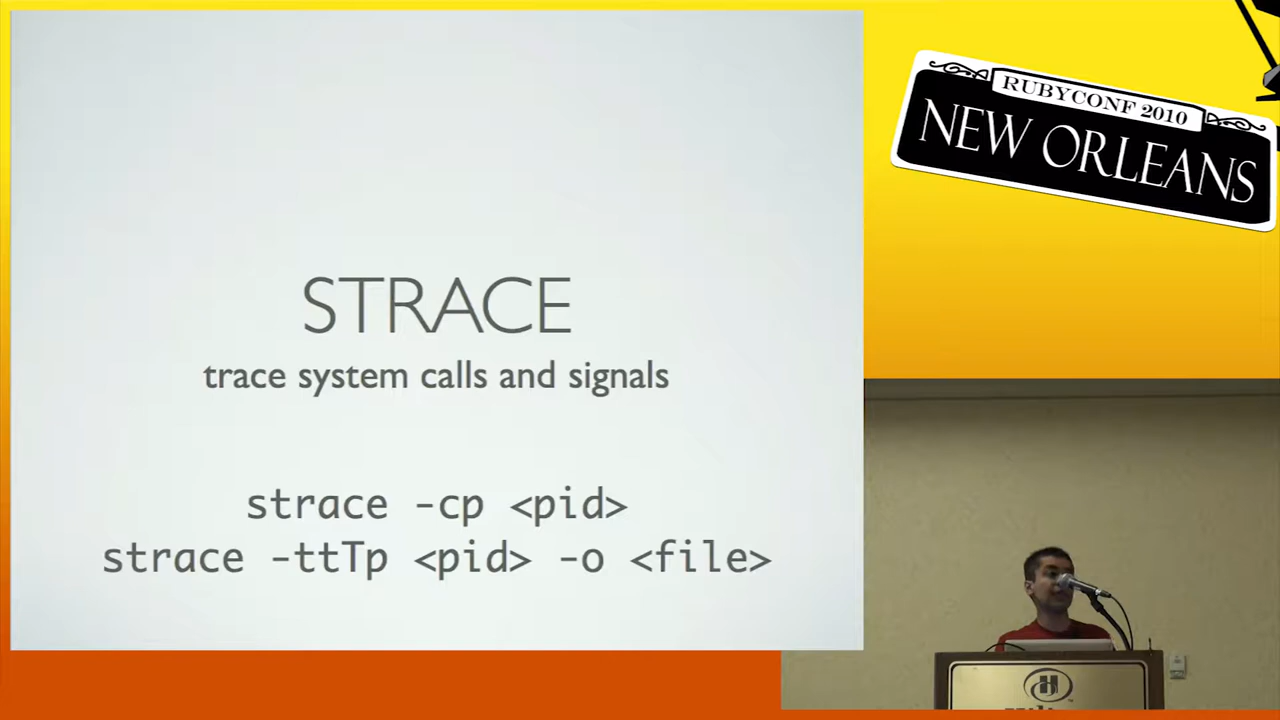 STRACE
trace system calls and signals
strace -cp <pid>
strace -ttTp <pid> -o <file>
RUBYCONF 2010
NEW ORLEANS